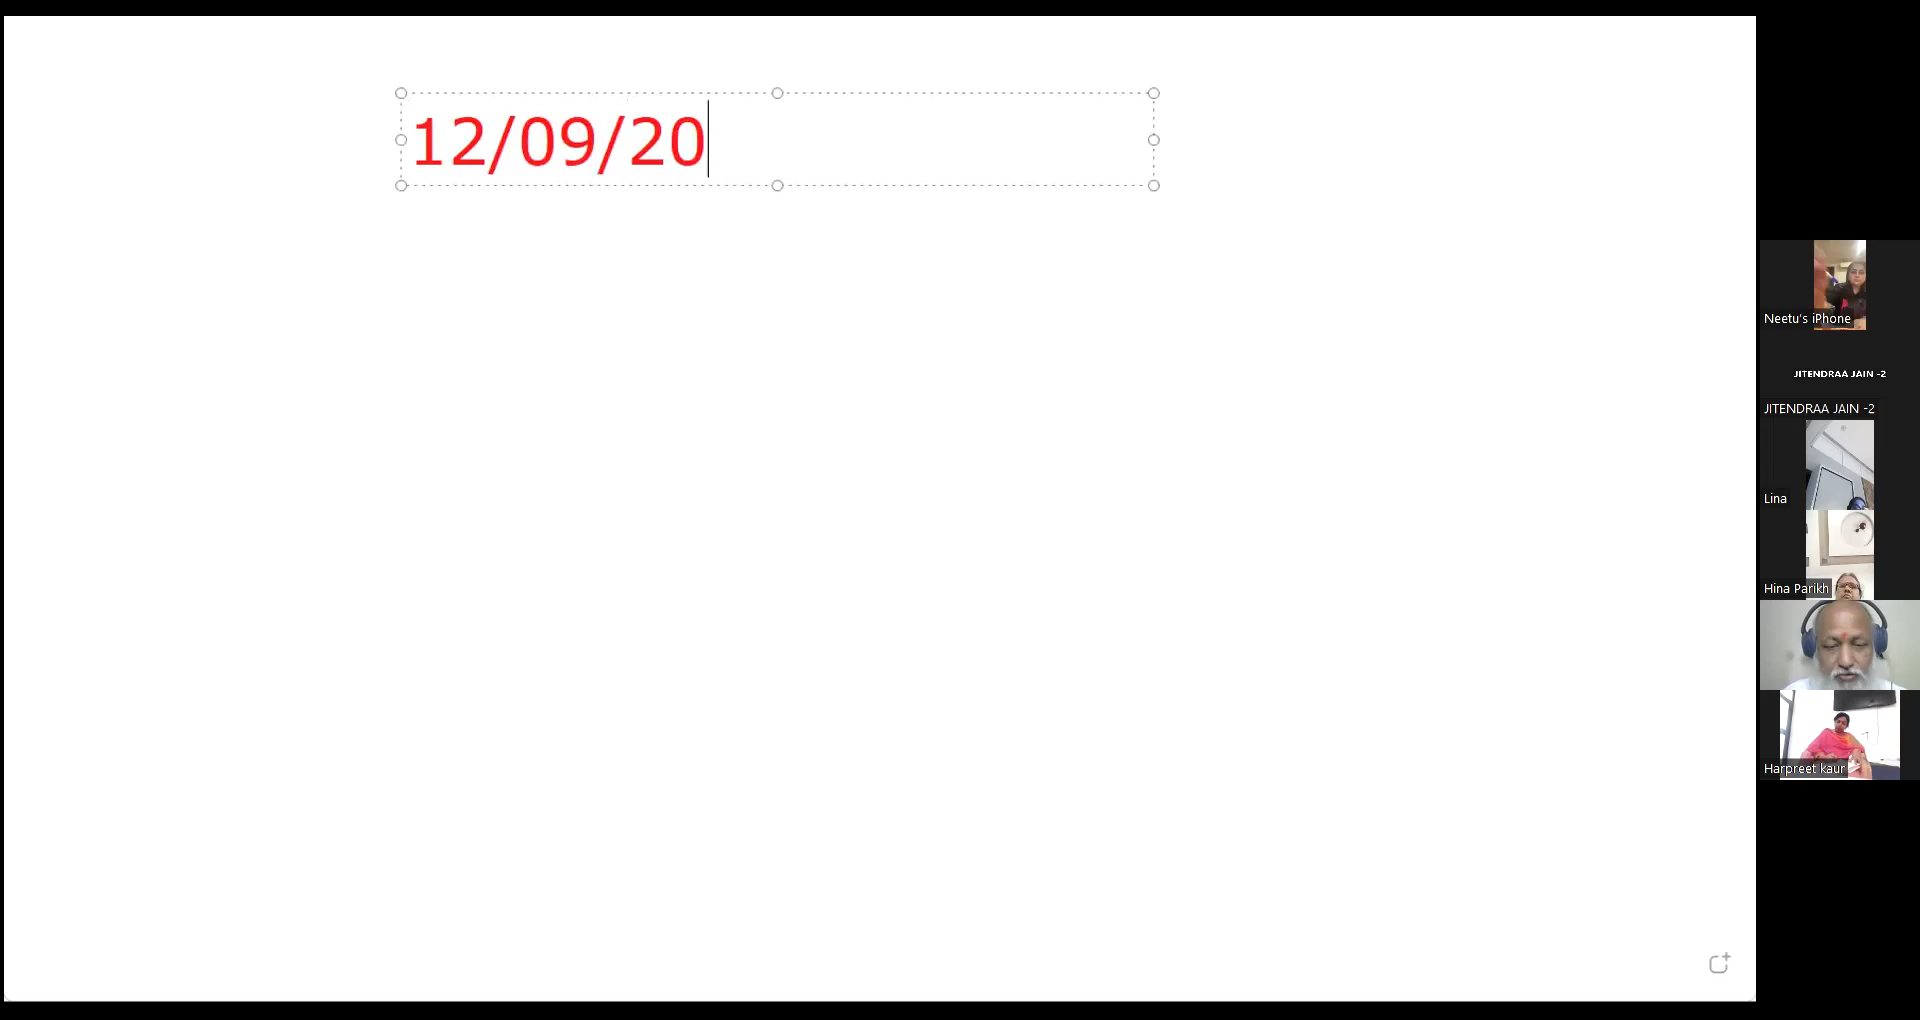 12/09/20
Neetu's iPhone
JITENDRAA JAIN -2
JITENDRAA JAIN -2
Lina
Hina Parikh
Harpreet kaur